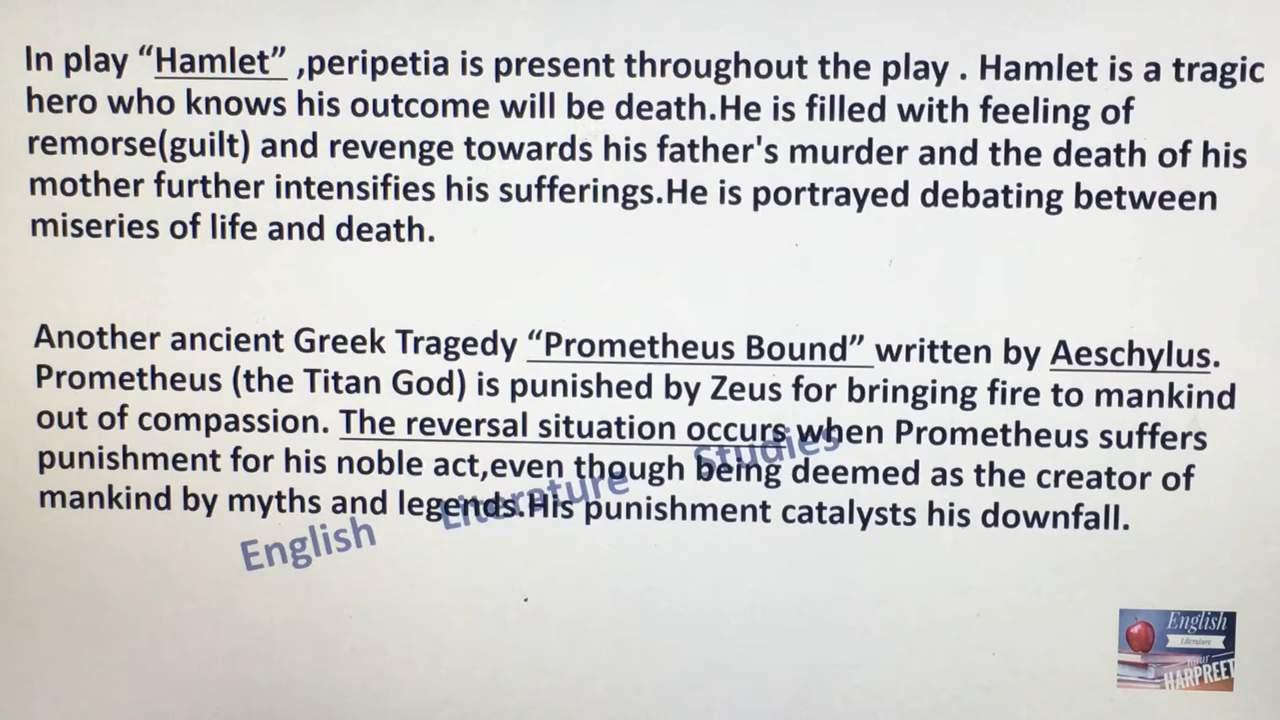 In play “Hamlet” ,peripetia is present throughout the play . Hamlet is a tragic
hero who knows his outcome will be death.He is filled with feeling of
remorse(guilt) and revenge towards his father's murder and the death of his
mother further intensifies his sufferings.He is portrayed debating between
miseries of life and death.
Another ancient Greek Tragedy “Prometheus Bound” written by Aeschylus.
Prometheus (the Titan God) is punished by Zeus for bringing fire to mankind
out of compassion. The reversal situation occurs when Prometheus suffers
punishment for his noble act,even though being deemed as the creator of
mankind by myths and legends.His punishment catalysts his downfall.
English Literature Studies
English
Literature
HARPREET